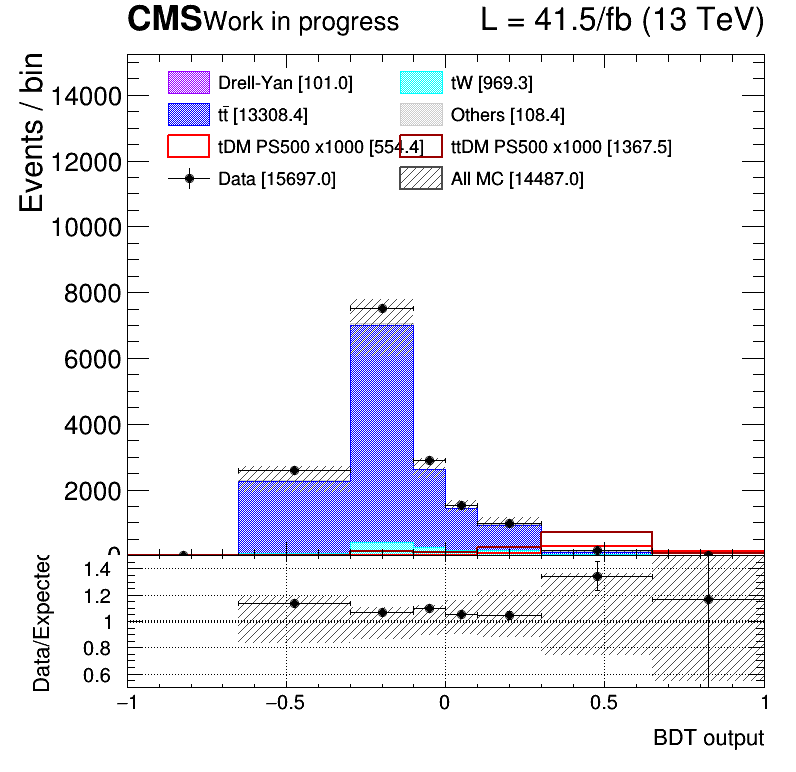 CMS Work in progress L = 41.5/fb (13 TeV)
Events / bin
14000
12000
10000
8000
6000
4000
2000
0
Drell-Yan [101.0] tW [969.3]
tt̄ [13308.4] Others [108.4]
tDM PS500 x1000 [554.4] ttDM PS500 x1000 [1367.5]
Data [15697.0] All MC [14487.0]
Data/Expected
1.4
1.2
1
0.8
0.6
−1 −0.5 0 0.5 1
BDT output